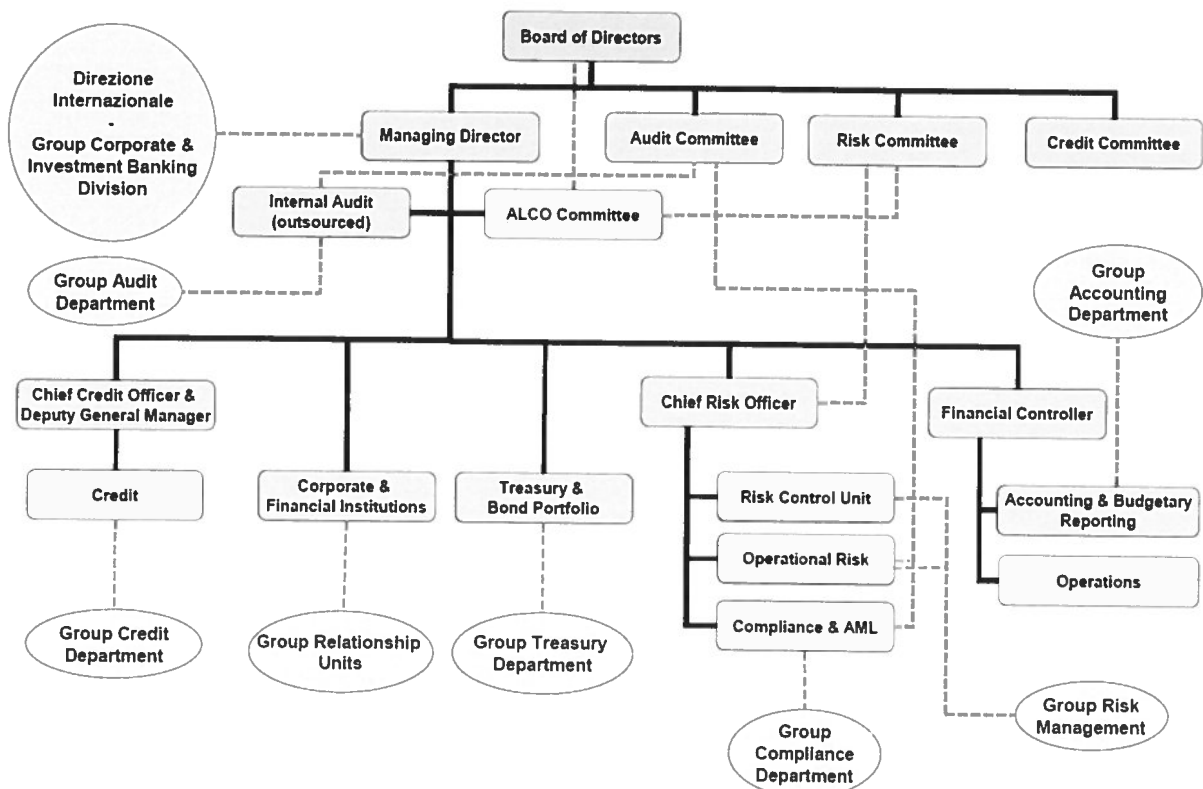 Board of Directors
Direzione
Internazionale
-
Group Corporate &
Investment Banking
Division
Managing Director
Audit Committee
Risk Committee
Credit Committee
Internal Audit
(outsourced)
ALCO Committee
Group Audit
Department
Group
Accounting
Department
Chief Credit Officer &
Deputy General Manager
Chief Risk Officer
Financial Controller
Credit
Corporate &
Financial Institutions
Treasury &
Bond Portfolio
Risk Control Unit
Accounting & Budgetary
Reporting
Operational Risk
Operations
Compliance & AML
Group Credit
Department
Group Relationship
Units
Group Treasury
Department
Group Risk
Management
Group
Compliance
Department